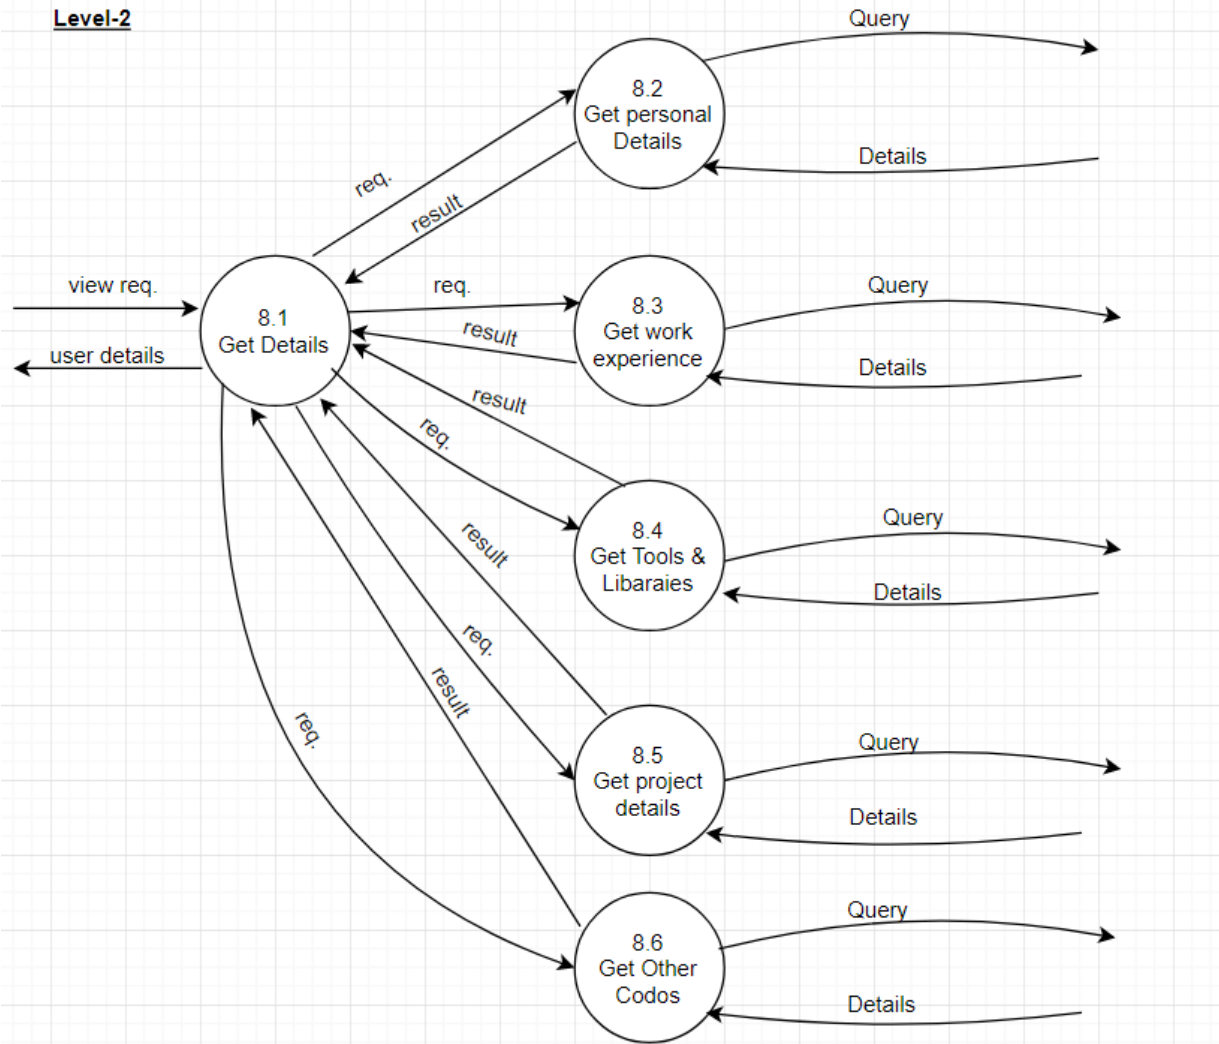 Level-2
Query
8.2
Get personal
Details
Details
req.
result
view req.
user details
8.1
Get Details
req.
result
8.3
Get work
experience
Query
Details
result
req.
8.4
Get Tools &
Libaraies
Query
Details
result
req.
8.5
Get project
details
Query
Details
result
req.
8.6
Get Other
Codos
Query
Details